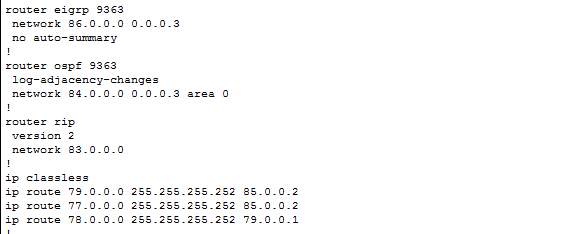 router eigrp 9363
network 86.0.0.0 0.0.0.3
no auto-summary
!
router ospf 9363
log-adjacency-changes
network 84.0.0.0 0.0.0.3 area 0
!
router rip
version 2
network 83.0.0.0
!
ip classless
ip route 79.0.0.0 255.255.255.252 85.0.0.2
ip route 77.0.0.0 255.255.255.252 85.0.0.2
ip route 78.0.0.0 255.255.255.252 79.0.0.1
!